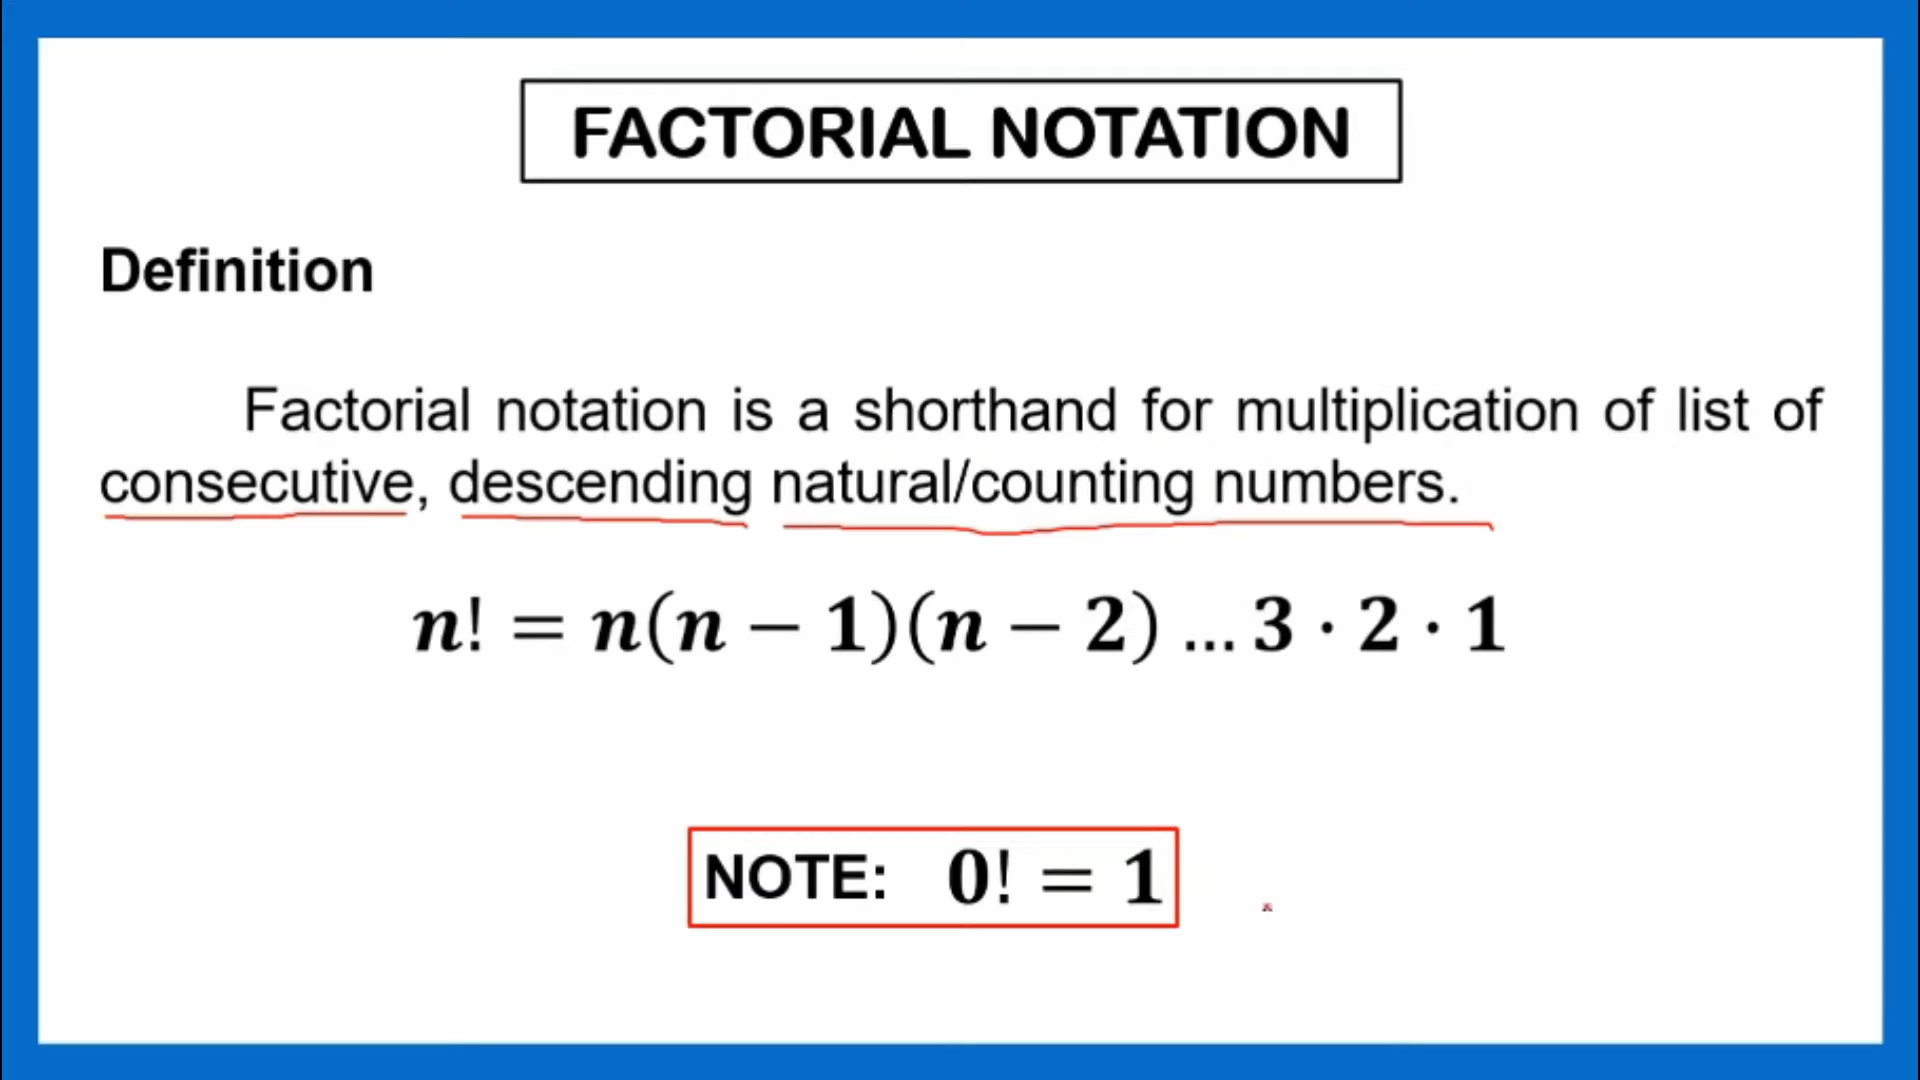 FACTORIAL NOTATION
Definition
Factorial notation is a shorthand for multiplication of list of
consecutive, descending natural/counting numbers.
n! = n(n − 1)(n − 2) … 3 · 2 · 1
NOTE: 0! = 1